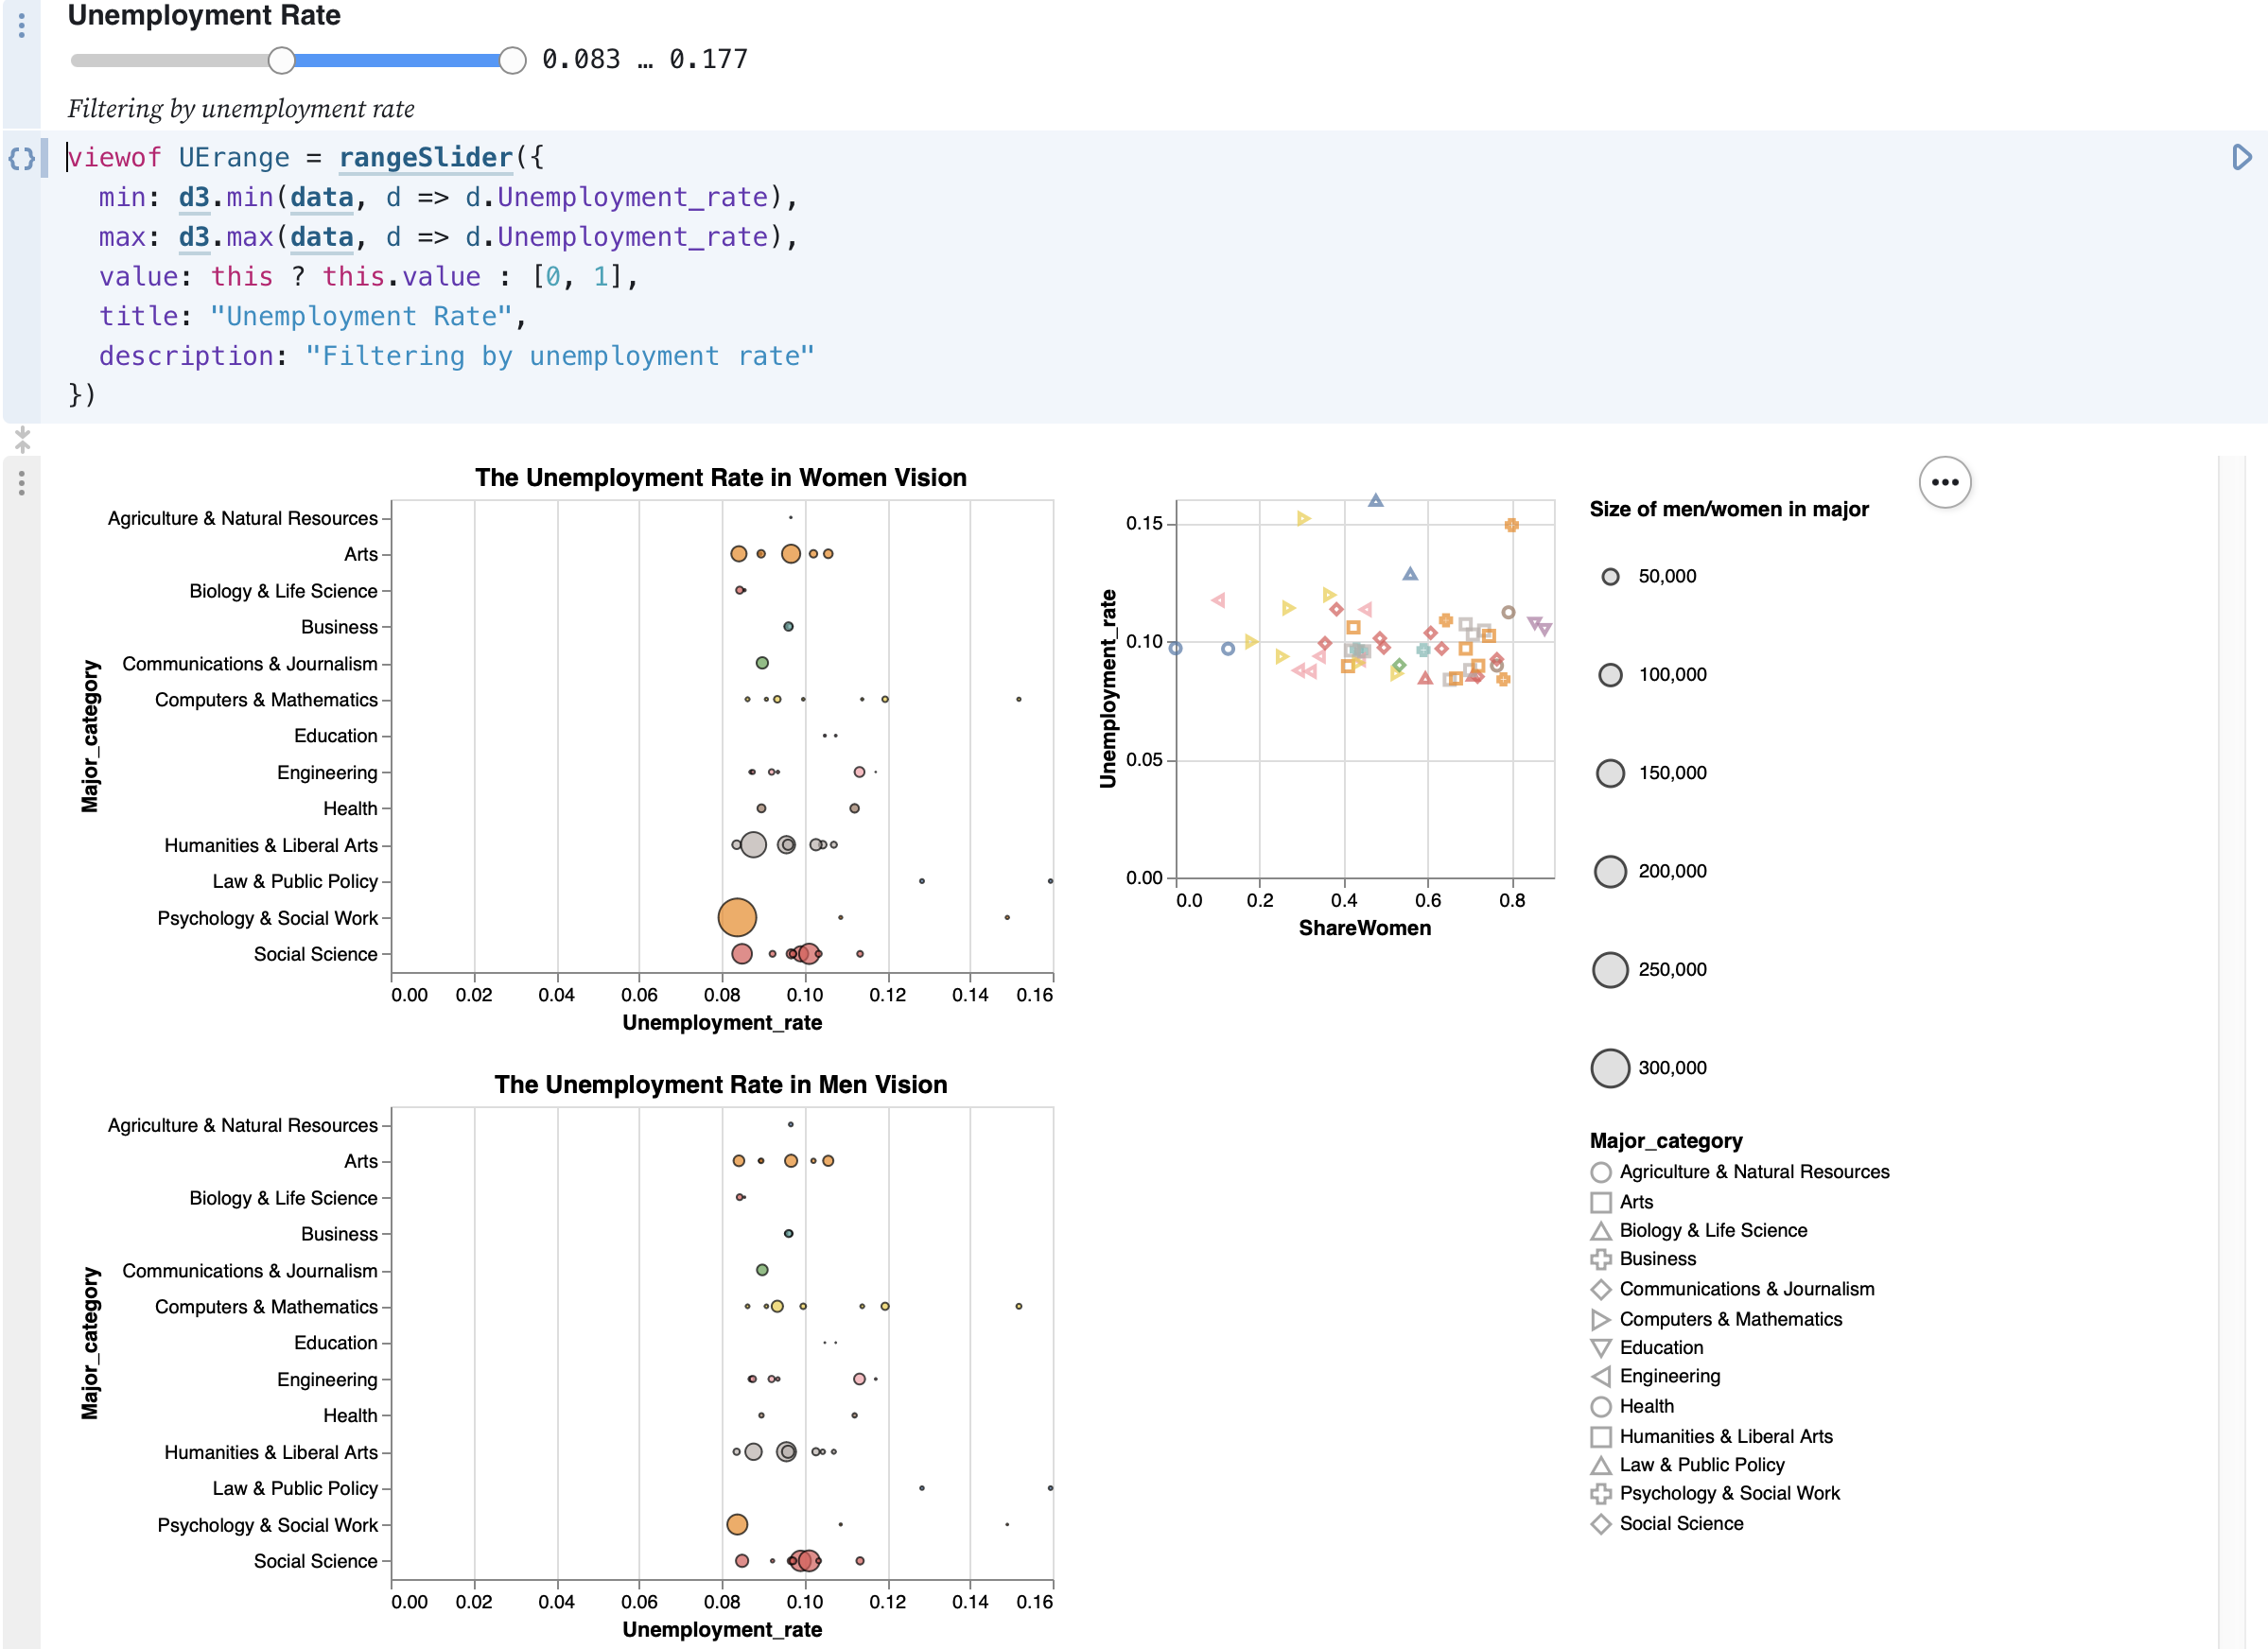 Unemployment Rate
0.083 … 0.177
Filtering by unemployment rate
viewof UErange = rangeSlider({
  min: d3.min(data, d => d.Unemployment_rate),
  max: d3.max(data, d => d.Unemployment_rate),
  value: this ? this.value : [0, 1],
  title: "Unemployment Rate",
  description: "Filtering by unemployment rate"
})
The Unemployment Rate in Women Vision
Major_category
Agriculture & Natural Resources
Arts
Biology & Life Science
Business
Communications & Journalism
Computers & Mathematics
Education
Engineering
Health
Humanities & Liberal Arts
Law & Public Policy
Psychology & Social Work
Social Science
0.00 0.02 0.04 0.06 0.08 0.10 0.12 0.14 0.16
Unemployment_rate
Unemployment_rate
0.15
0.10
0.05
0.00
0.0 0.2 0.4 0.6 0.8
ShareWomen
Size of men/women in major
50,000
100,000
150,000
200,000
250,000
300,000
Major_category
Agriculture & Natural Resources
Arts
Biology & Life Science
Business
Communications & Journalism
Computers & Mathematics
Education
Engineering
Health
Humanities & Liberal Arts
Law & Public Policy
Psychology & Social Work
Social Science
The Unemployment Rate in Men Vision
Major_category
Agriculture & Natural Resources
Arts
Biology & Life Science
Business
Communications & Journalism
Computers & Mathematics
Education
Engineering
Health
Humanities & Liberal Arts
Law & Public Policy
Psychology & Social Work
Social Science
0.00 0.02 0.04 0.06 0.08 0.10 0.12 0.14 0.16
Unemployment_rate